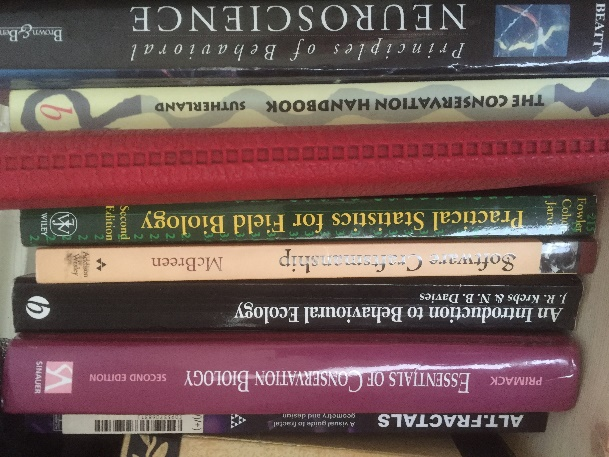 BEATTY
Principles of Behavioral
NEUROSCIENCE
Brown & Ben
THE CONSERVATION HANDBOOK
SUTHERLAND
b
Fowler
Cohen
Jarvis
Practical Statistics for Field Biology
Second
Edition
WILEY
Software Craftsmanship
McBreen
Addison
Wesley
An Introduction to Behavioural Ecology
J. R. Krebs & N. B. Davies
b
PRIMACK
ESSENTIALS OF CONSERVATION BIOLOGY
SECOND EDITION
SINAUER
ALT.FRACTALS
A visual guide to fractal
geometry and design